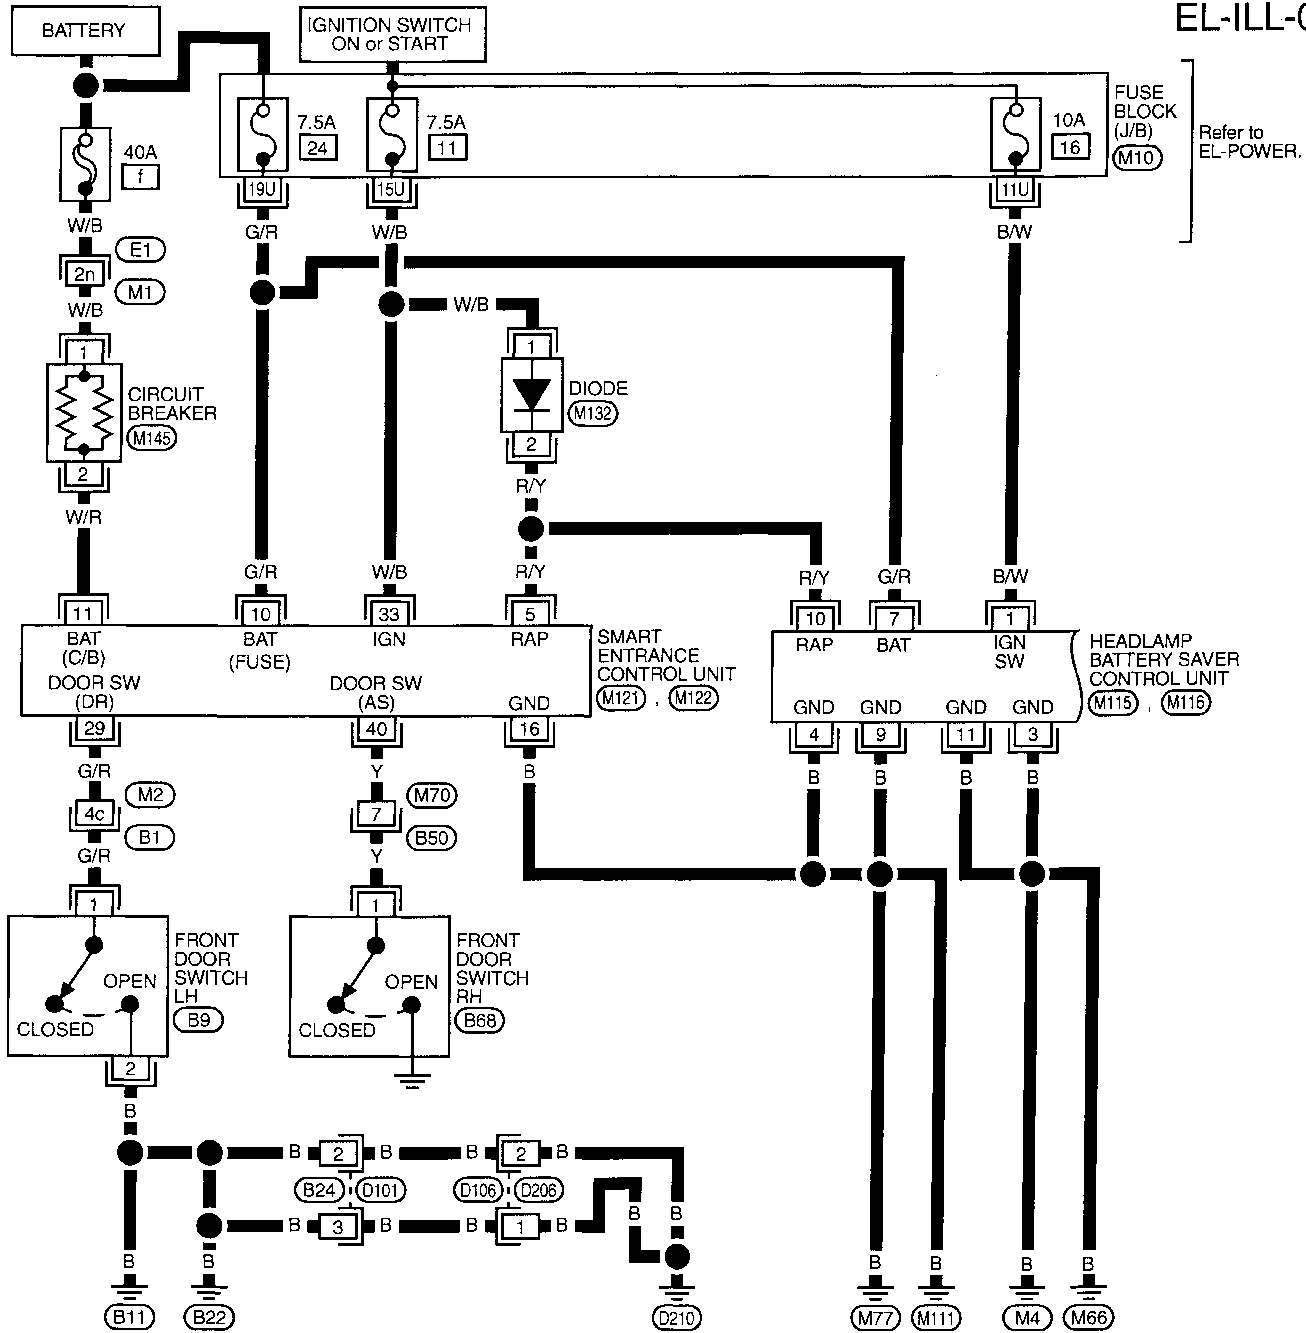 EL-ILL-
BATTERY
IGNITION SWITCH
ON or START
7.5A
24
7.5A
11
10A
16
FUSE
BLOCK
(J/B)
M10
Refer to
EL-POWER.
40A
f
19U
15U
11U
W/B
G/R
W/B
B/W
E1
2n
M1
W/B
W/B
1
CIRCUIT
BREAKER
M145
2
W/R
1
DIODE
M132
2
R/Y
G/R
W/B
R/Y
R/Y
G/R
B/W
11
10
33
5
10
7
1
BAT
(C/B)
BAT
(FUSE)
IGN
RAP
SMART
ENTRANCE
CONTROL UNIT
M121 , M122
RAP
BAT
IGN
SW
HEADLAMP
BATTERY SAVER
CONTROL UNIT
M115 , M116
DOOR SW
(DR)
DOOR SW
(AS)
GND
GND
GND
GND
GND
29
40
16
4
9
11
3
G/R
Y
B
B
B
B
B
M2
4c
B1
M70
7
B50
G/R
Y
1
1
FRONT
DOOR
SWITCH
LH
B9
OPEN
CLOSED
FRONT
DOOR
SWITCH
RH
B68
OPEN
CLOSED
2
B
B
2
B
B
2
B
B24
D101
D106
D206
B
3
B
B
1
B
B
B
B
B
B
B
B
B
B11
B22
D210
M77
M111
M4
M66